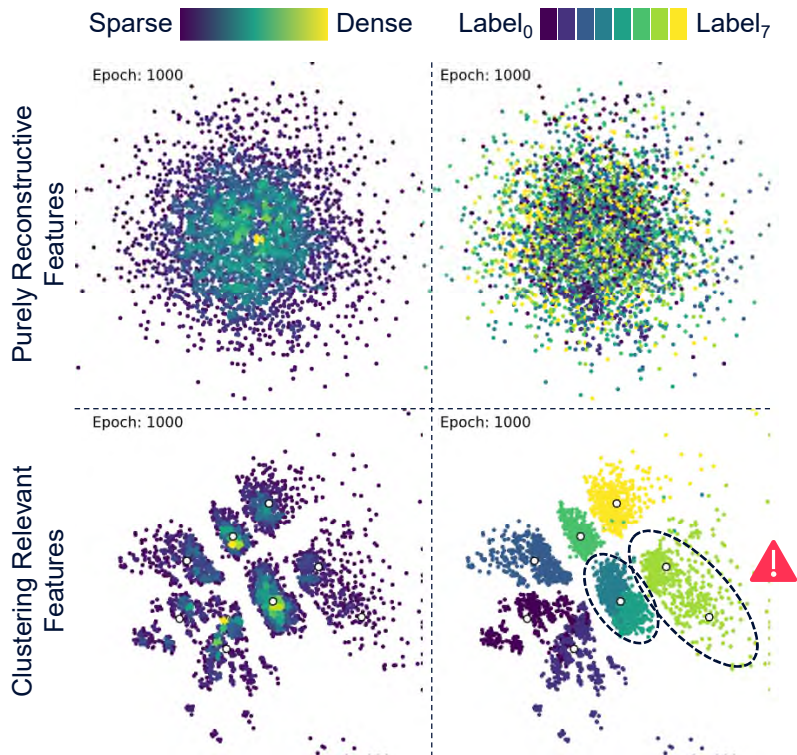 Sparse Dense Label₀ Label₇
Epoch: 1000
Epoch: 1000
Purely Reconstructive
Features
Epoch: 1000
Epoch: 1000
Clustering Relevant
Features